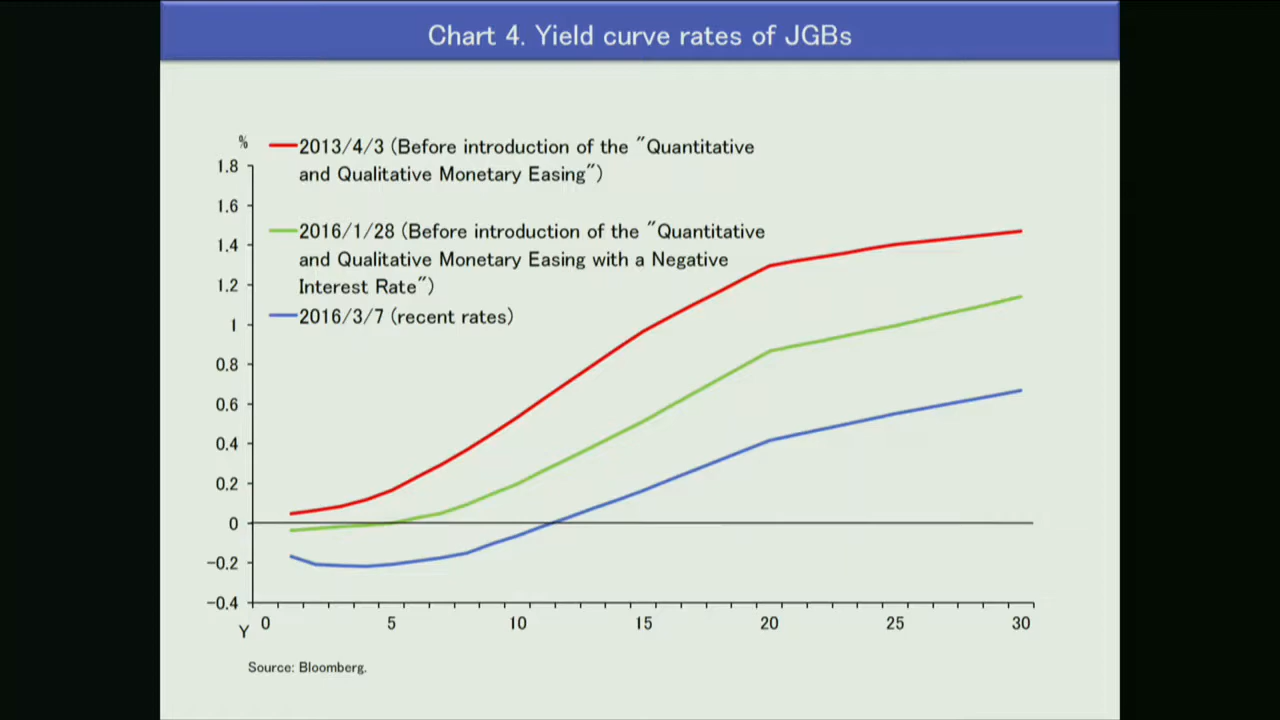 Chart 4. Yield curve rates of JGBs
%
2013/4/3 (Before introduction of the "Quantitative
and Qualitative Monetary Easing")
2016/1/28 (Before introduction of the "Quantitative
and Qualitative Monetary Easing with a Negative
Interest Rate")
2016/3/7 (recent rates)
1.8
1.6
1.4
1.2
1
0.8
0.6
0.4
0.2
0
-0.2
-0.4
Y 0 5 10 15 20 25 30
Source: Bloomberg.